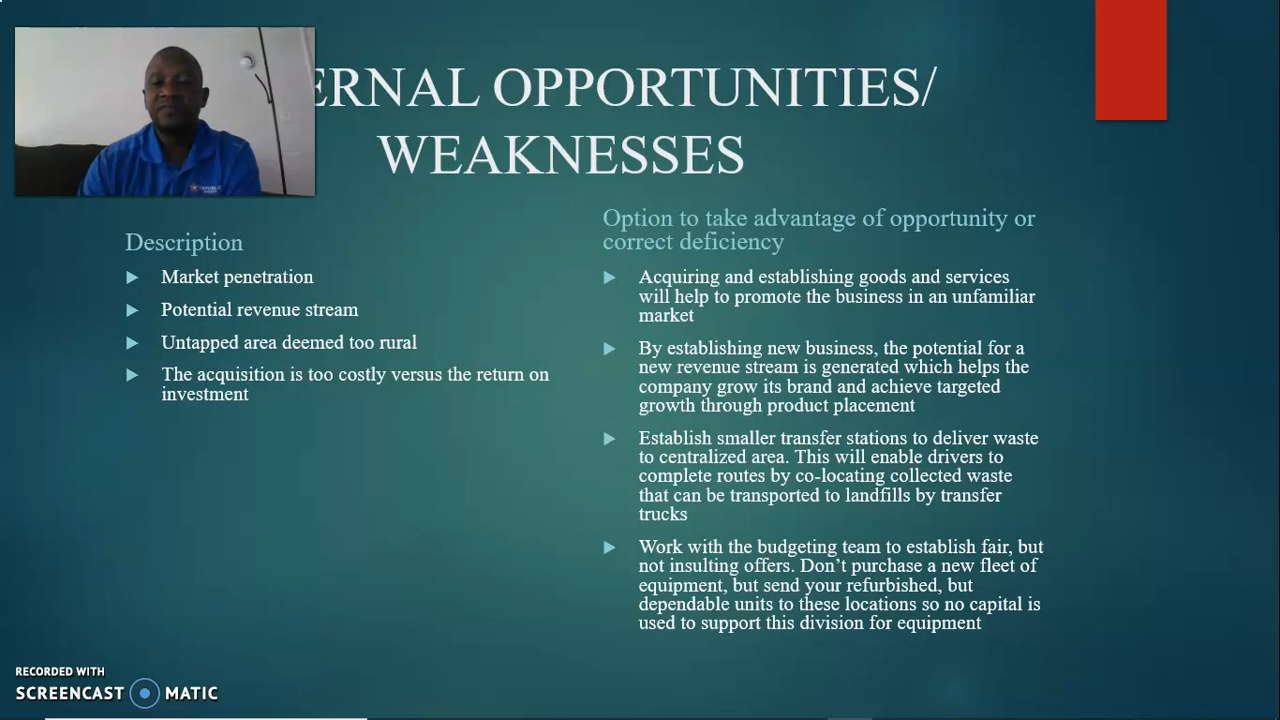 ERNAL OPPORTUNITIES/
WEAKNESSES
Description
Market penetration
Potential revenue stream
Untapped area deemed too rural
The acquisition is too costly versus the return on
investment
Option to take advantage of opportunity or
correct deficiency
Acquiring and establishing goods and services
will help to promote the business in an unfamiliar
market
By establishing new business, the potential for a
new revenue stream is generated which helps the
company grow its brand and achieve targeted
growth through product placement
Establish smaller transfer stations to deliver waste
to centralized area. This will enable drivers to
complete routes by co-locating collected waste
that can be transported to landfills by transfer
trucks
Work with the budgeting team to establish fair, but
not insulting offers. Don’t purchase a new fleet of
equipment, but send your refurbished, but
dependable units to these locations so no capital is
used to support this division for equipment
RECORDED WITH
SCREENCAST MATIC